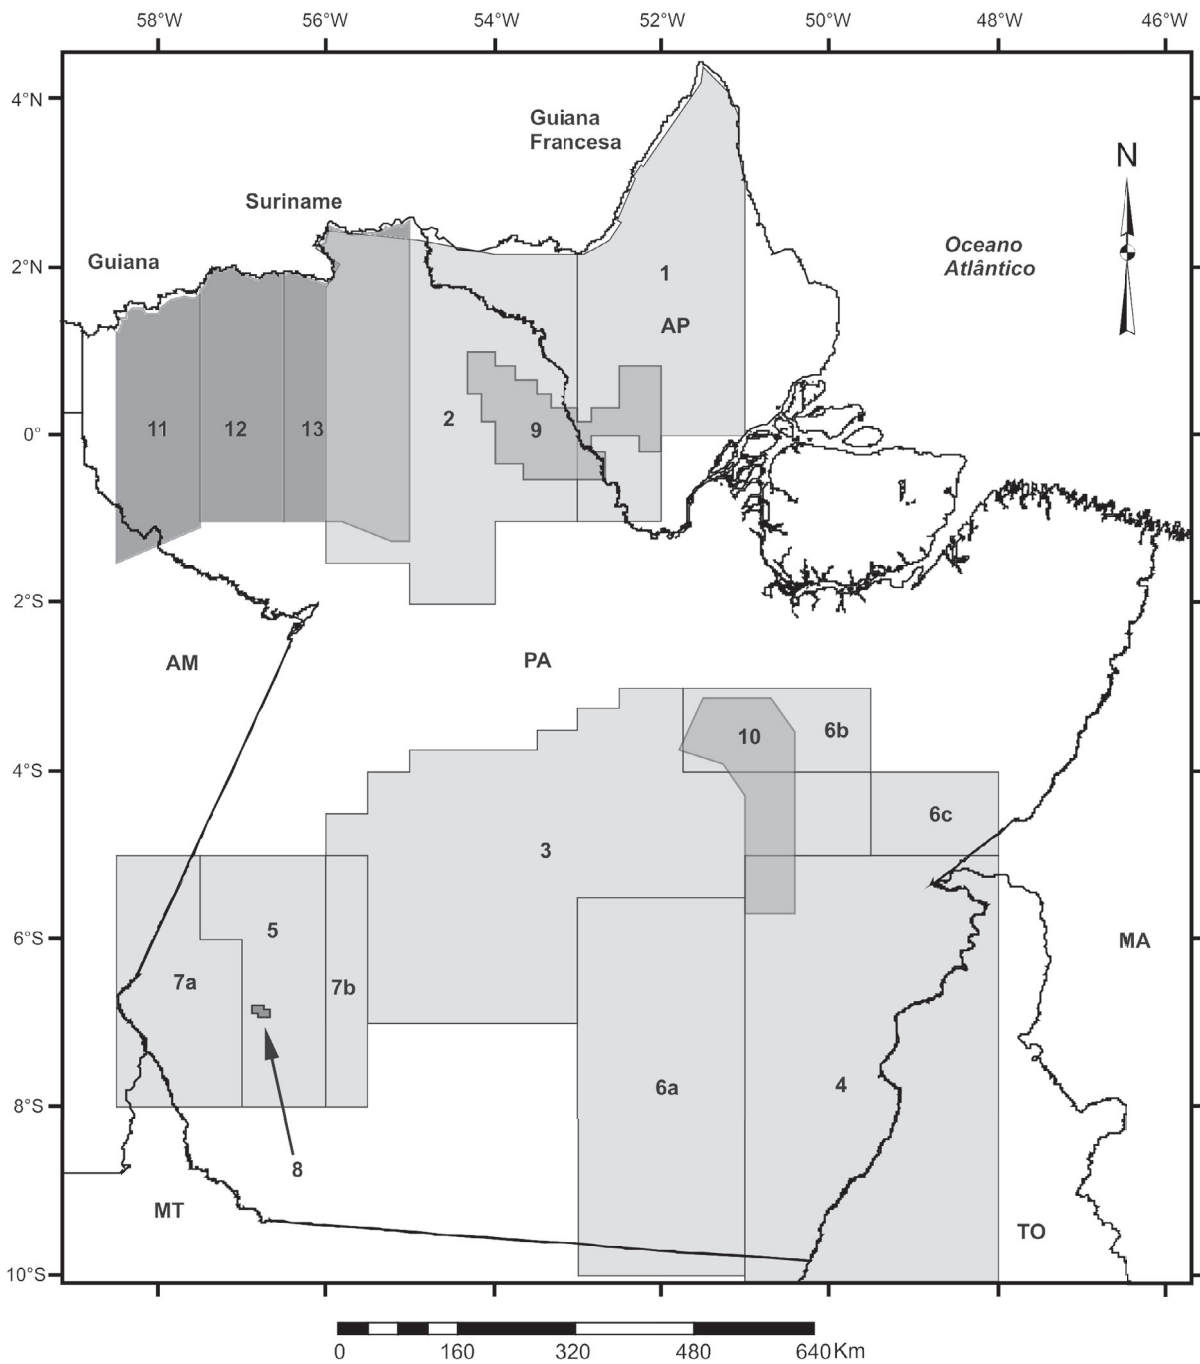 58°W 56°W 54°W 52°W 50°W 48°W 46°W
4°N
Guiana
Francesa
N
Suriname
Oceano
Atlântico
Guiana
2°N
1
AP
0°
11 12 13 2 9
2°S
AM PA
10 6b
4°S
6c
3
5
6°S
MA
7a 7b
8°S
6a 4
8
MT
TO
10°S
0 160 320 480 640 Km